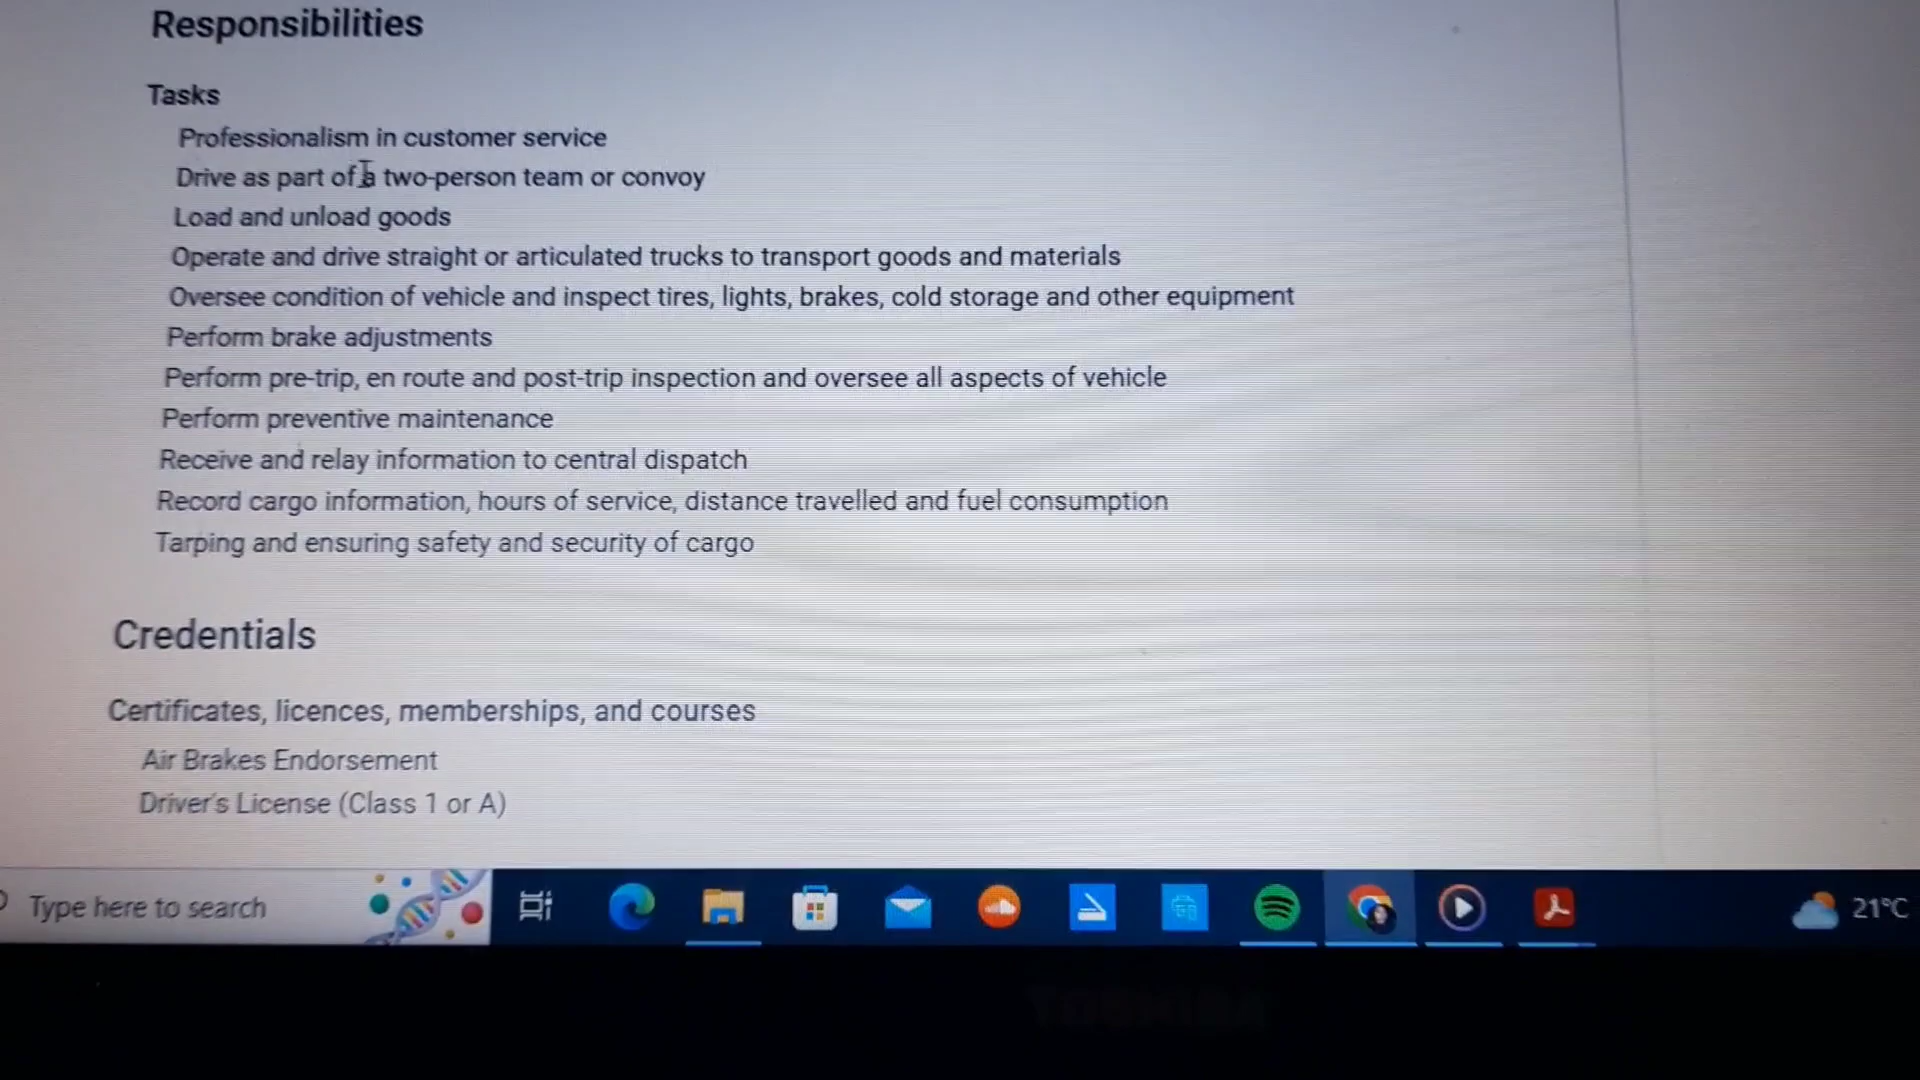 Responsibilities
Tasks
Professionalism in customer service
Drive as part of a two-person team or convoy
Load and unload goods
Operate and drive straight or articulated trucks to transport goods and materials
Oversee condition of vehicle and inspect tires, lights, brakes, cold storage and other equipment
Perform brake adjustments
Perform pre-trip, en route and post-trip inspection and oversee all aspects of vehicle
Perform preventive maintenance
Receive and relay information to central dispatch
Record cargo information, hours of service, distance travelled and fuel consumption
Tarping and ensuring safety and security of cargo
Credentials
Certificates, licences, memberships, and courses
Air Brakes Endorsement
Driver's License (Class 1 or A)
Type here to search
21°C
TOSHIBA